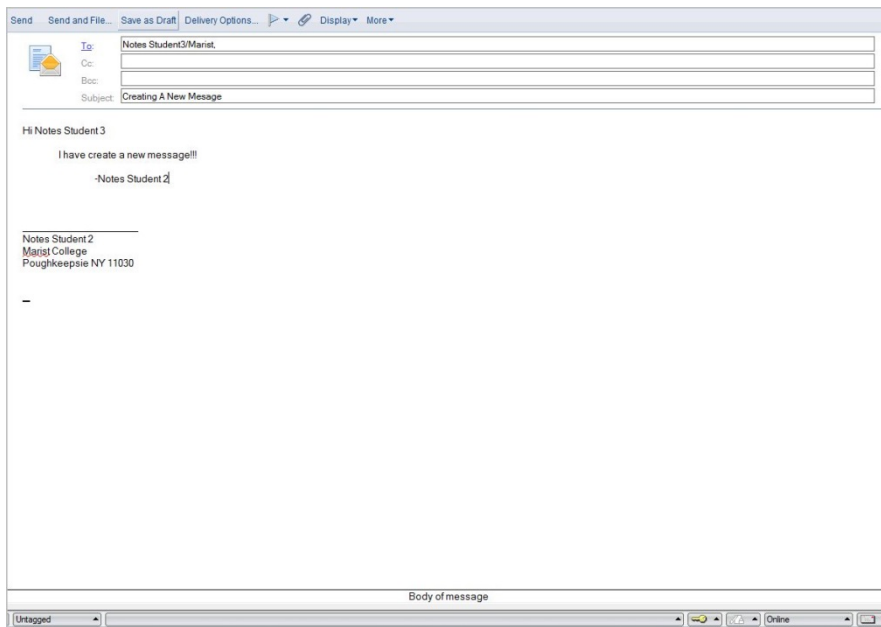 Send Send and File... Save as Draft Delivery Options... Display More
To: Notes Student3/Marist,
Cc:
Bcc:
Subject: Creating A New Mesage
Hi Notes Student 3
I have create a new message!!!
-Notes Student 2
Notes Student 2
Marist College
Poughkeepsie NY 11030
Body of message
Untagged Online